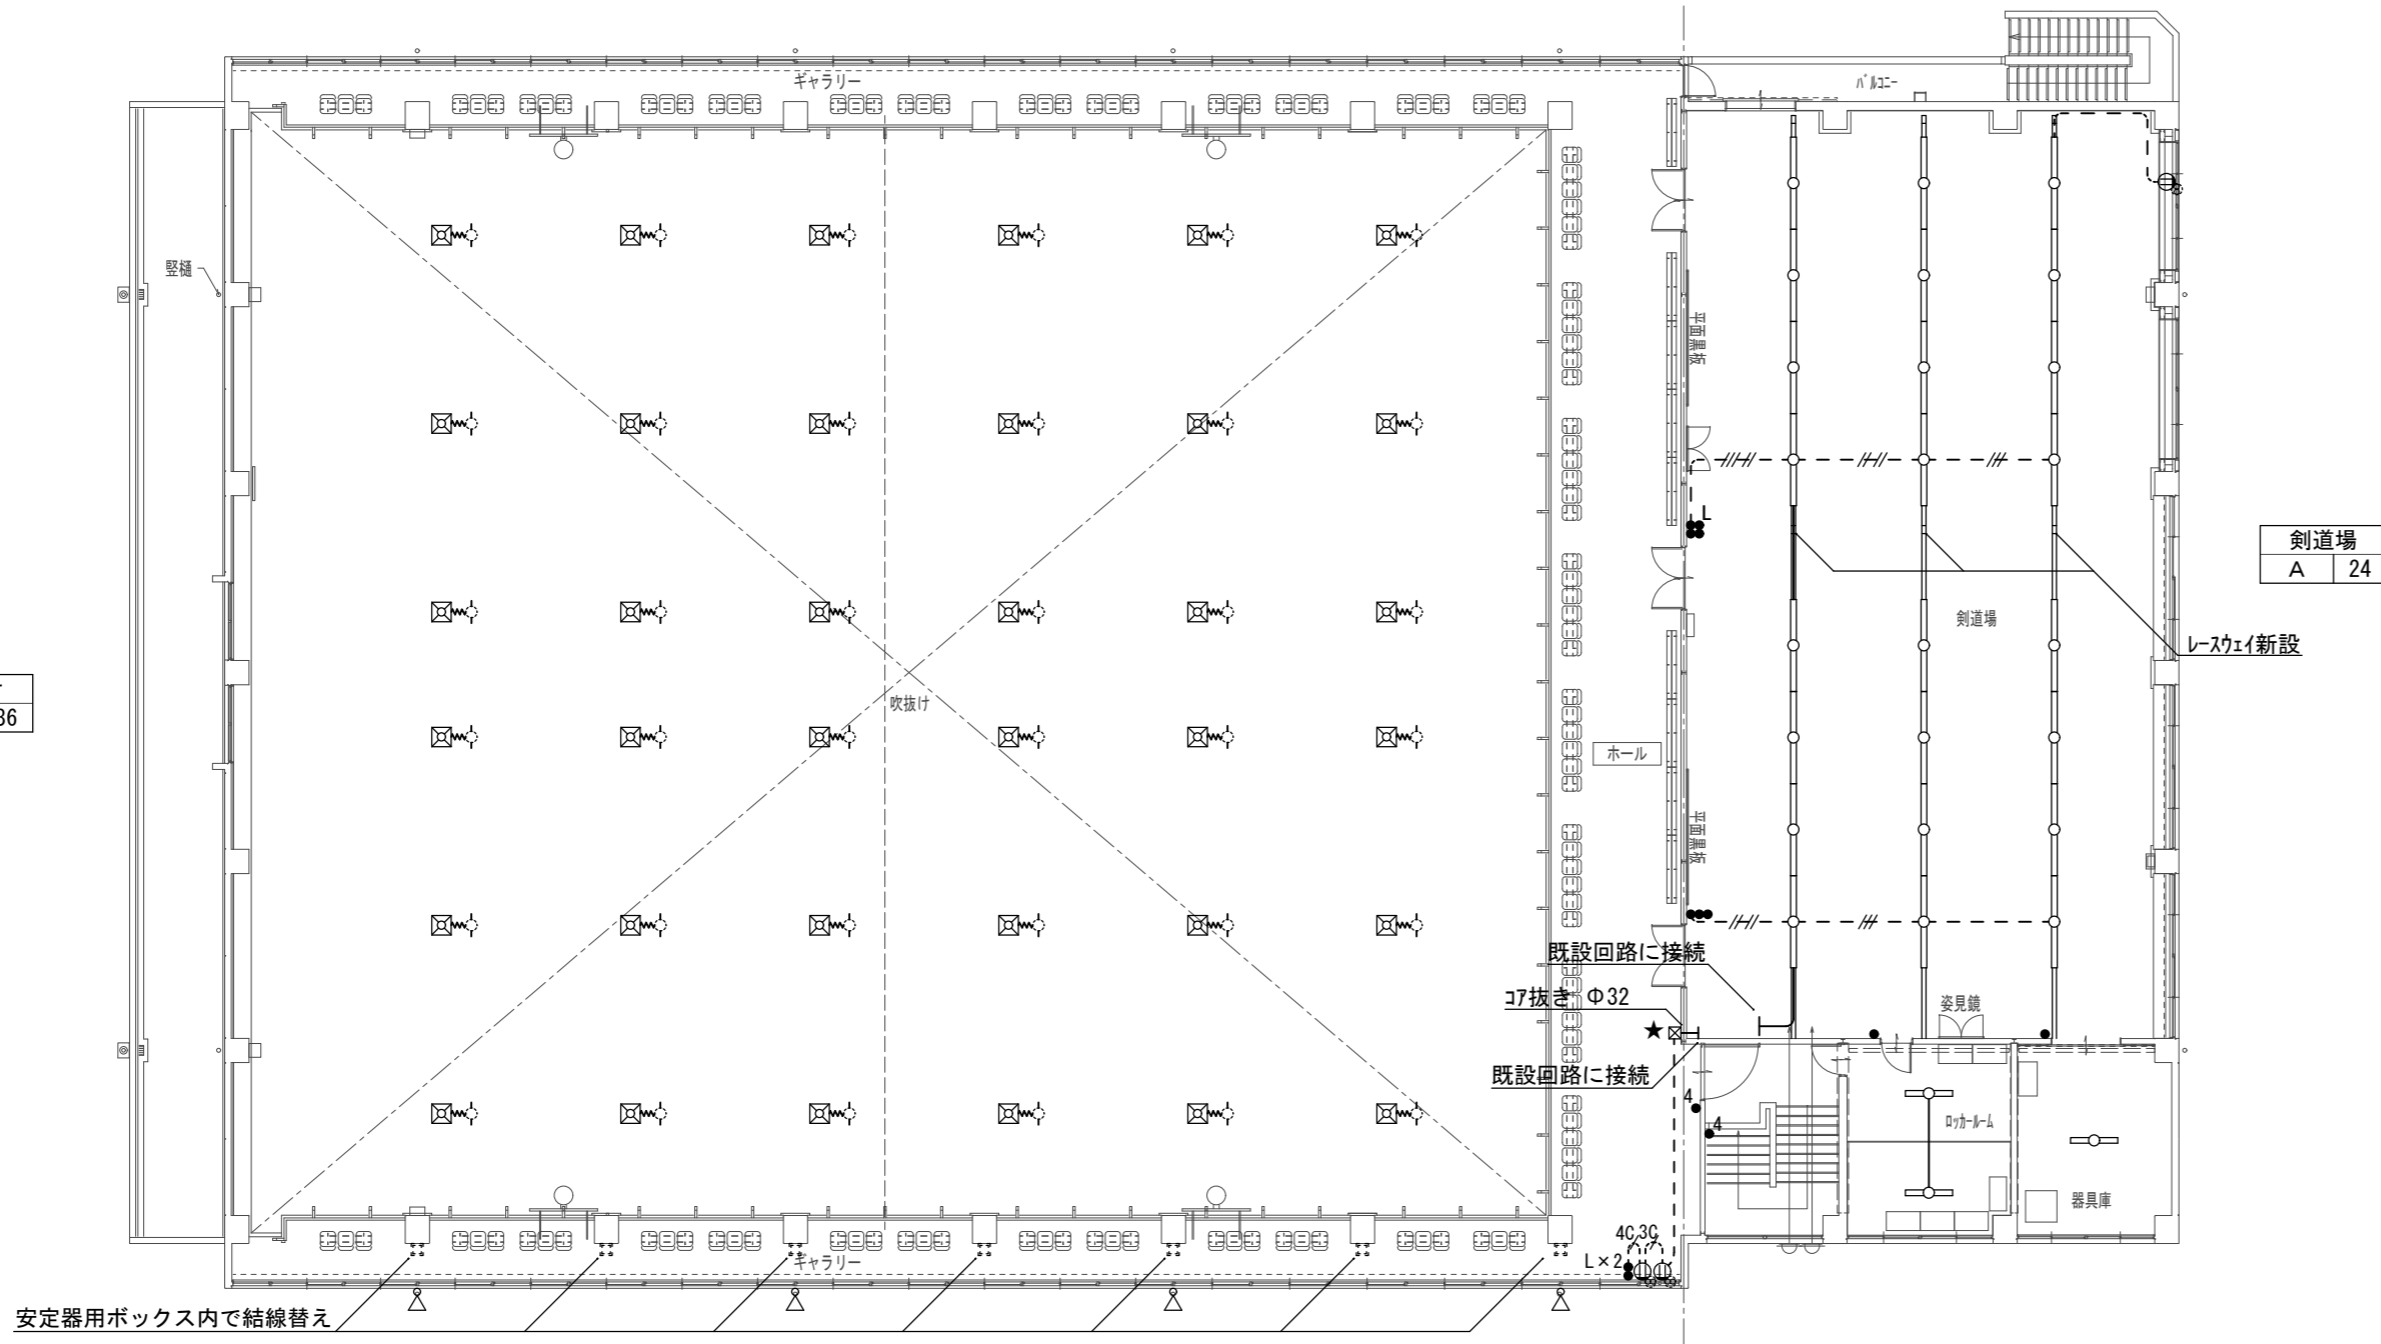 ギャラリー
バルコニー
竪樋
平面黒板
L
剣道場
A 24
剣道場
レースウェイ新設
36
吹抜け
ホール
平面黒板
既設回路に接続
コア抜き Φ32
姿見鏡
★
既設回路に接続
4
4
ロッカールーム
器具庫
4C 3C
L×2
ギャラリー
安定器用ボックス内で結線替え